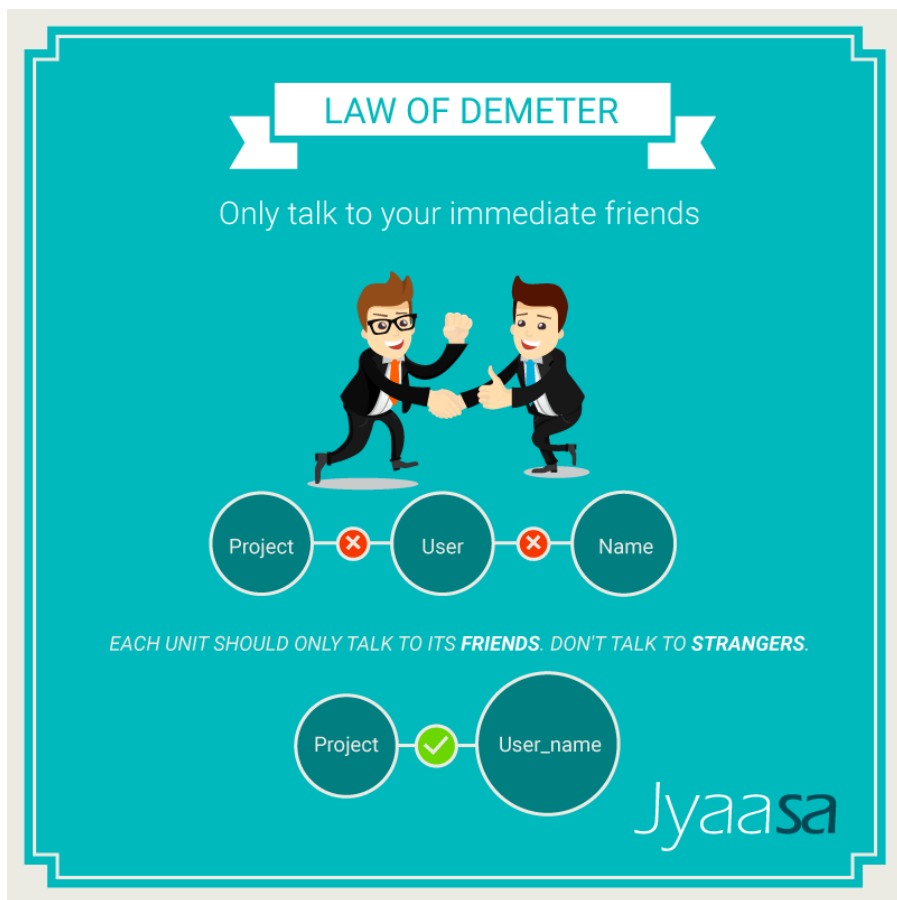 LAW OF DEMETER
Only talk to your immediate friends
Project
User
Name
EACH UNIT SHOULD ONLY TALK TO ITS FRIENDS. DON'T TALK TO STRANGERS.
Project
User_name
Jyaasa